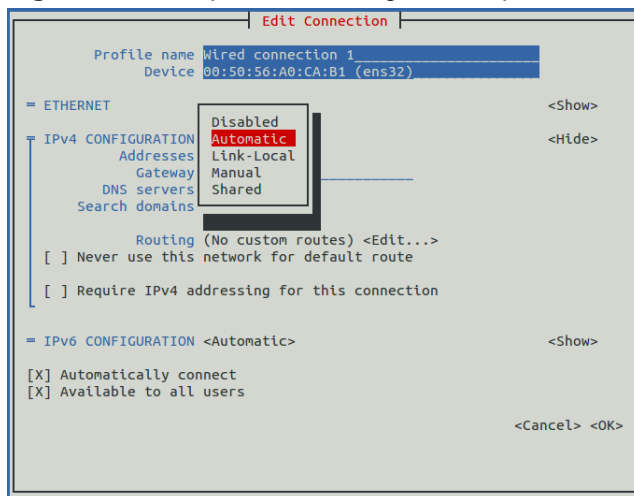 Edit Connection
Profile name Wired connection 1
Device 00:50:56:A0:CA:B1 (ens32)
= ETHERNET <Show>
Disabled
= IPv4 CONFIGURATION Automatic <Hide>
Addresses Link-Local
Gateway Manual
DNS servers Shared
Search domains
Routing (No custom routes) <Edit...>
[ ] Never use this network for default route
[ ] Require IPv4 addressing for this connection
= IPv6 CONFIGURATION <Automatic> <Show>
[X] Automatically connect
[X] Available to all users
<Cancel> <OK>